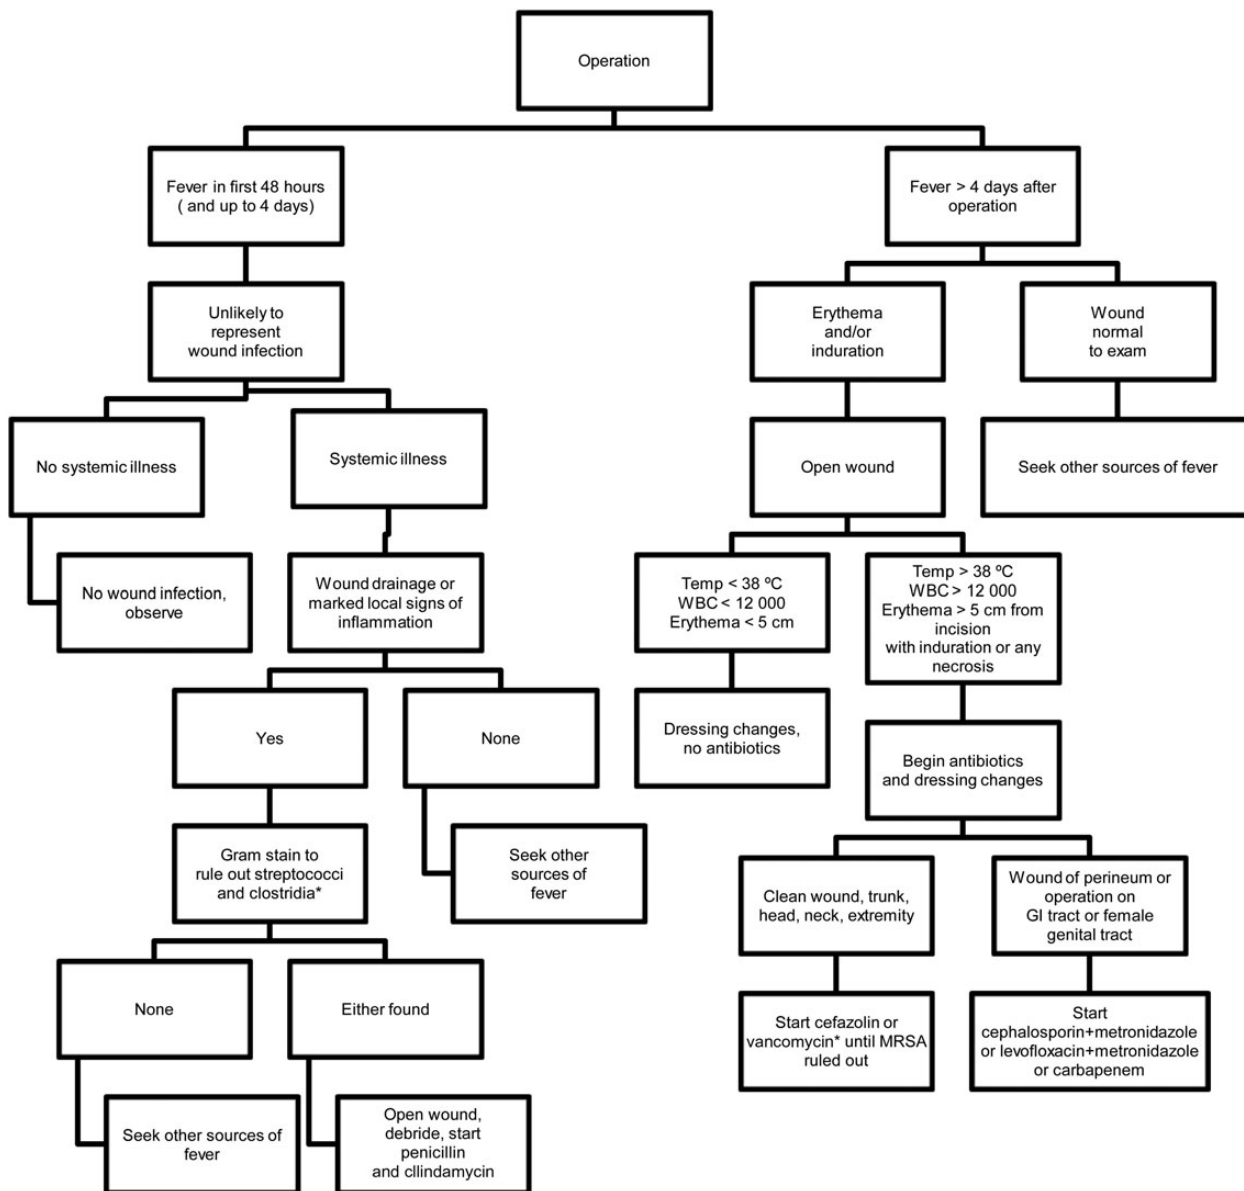 Operation
Fever in first 48 hours
( and up to 4 days)
Fever > 4 days after
operation
Unlikely to
represent
wound infection
Erythema
and/or
induration
Wound
normal
to exam
No systemic illness
Systemic illness
Open wound
Seek other sources of fever
No wound infection,
observe
Wound drainage or
marked local signs of
inflammation
Temp < 38 ºC
WBC < 12 000
Erythema < 5 cm
Temp > 38 ºC
WBC > 12 000
Erythema > 5 cm from
incision
with induration or any
necrosis
Yes
None
Dressing changes,
no antibiotics
Begin antibiotics
and dressing changes
Gram stain to
rule out streptococci
and clostridia*
Seek other
sources of
fever
Clean wound, trunk,
head, neck, extremity
Wound of perineum or
operation on
GI tract or female
genital tract
None
Either found
Start cefazolin or
vancomycin* until MRSA
ruled out
Start
cephalosporin+metronidazole
or levofloxacin+metronidazole
or carbapenem
Seek other sources of
fever
Open wound,
debride, start
penicillin
and cllindamycin